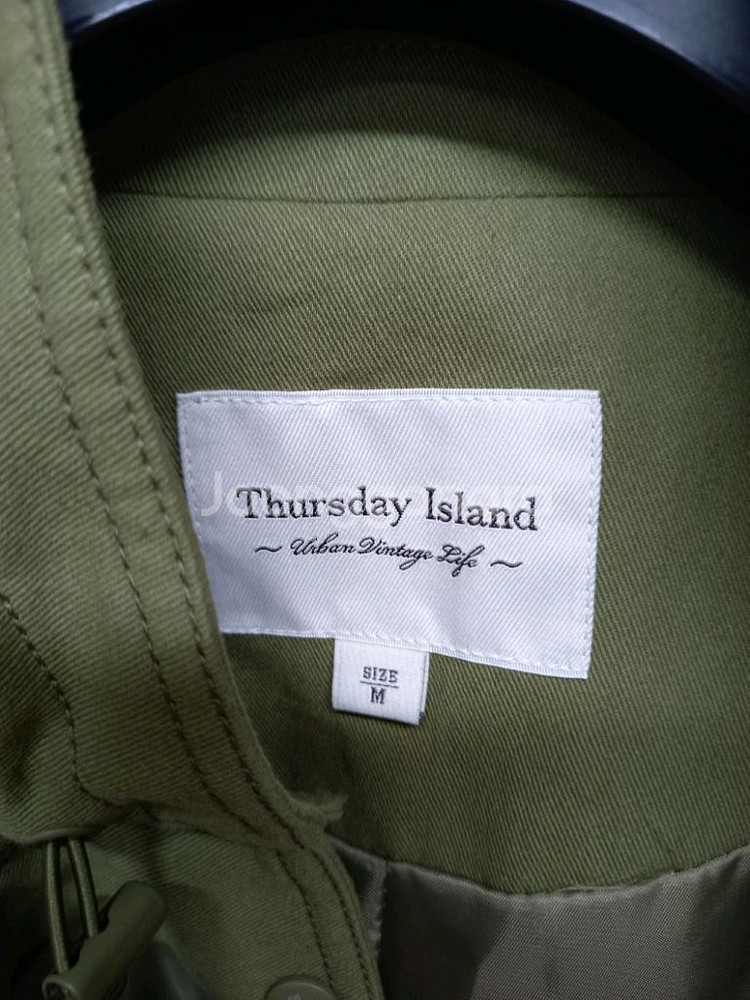 Thursday Island
~ Urban Vintage Life ~
SIZE
M